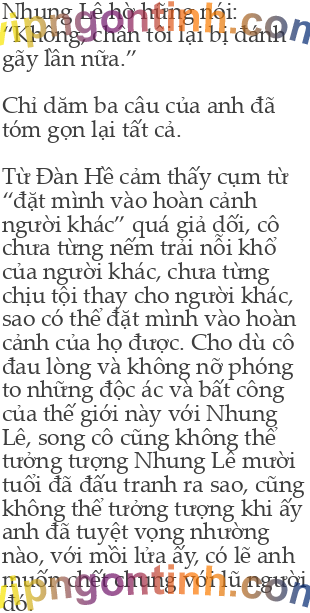 Nhung Lê hờ hững nói:
“Không, chân tôi lại bị đánh
gãy lần nữa.”
Chỉ dăm ba câu của anh đã
tóm gọn lại tất cả.
Từ Đàn Hề cảm thấy cụm từ
“đặt mình vào hoàn cảnh
người khác” quá giả dối, cô
chưa từng nếm trải nỗi khổ
của người khác, chưa từng
chịu tội thay cho người khác,
sao có thể đặt mình vào hoàn
cảnh của họ được. Cho dù cô
đau lòng và không nỡ phóng
to những độc ác và bất công
của thế giới này với Nhung
Lê, song cô cũng không thể
tưởng tượng Nhung Lê mười
tuổi đã đấu tranh ra sao, cũng
không thể tưởng tượng khi ấy
anh đã tuyệt vọng nhường
nào, với mồi lửa ấy, có lẽ anh
muốn chết chung với lũ người
đó.
vipngontinh.com
vipngontinh.com